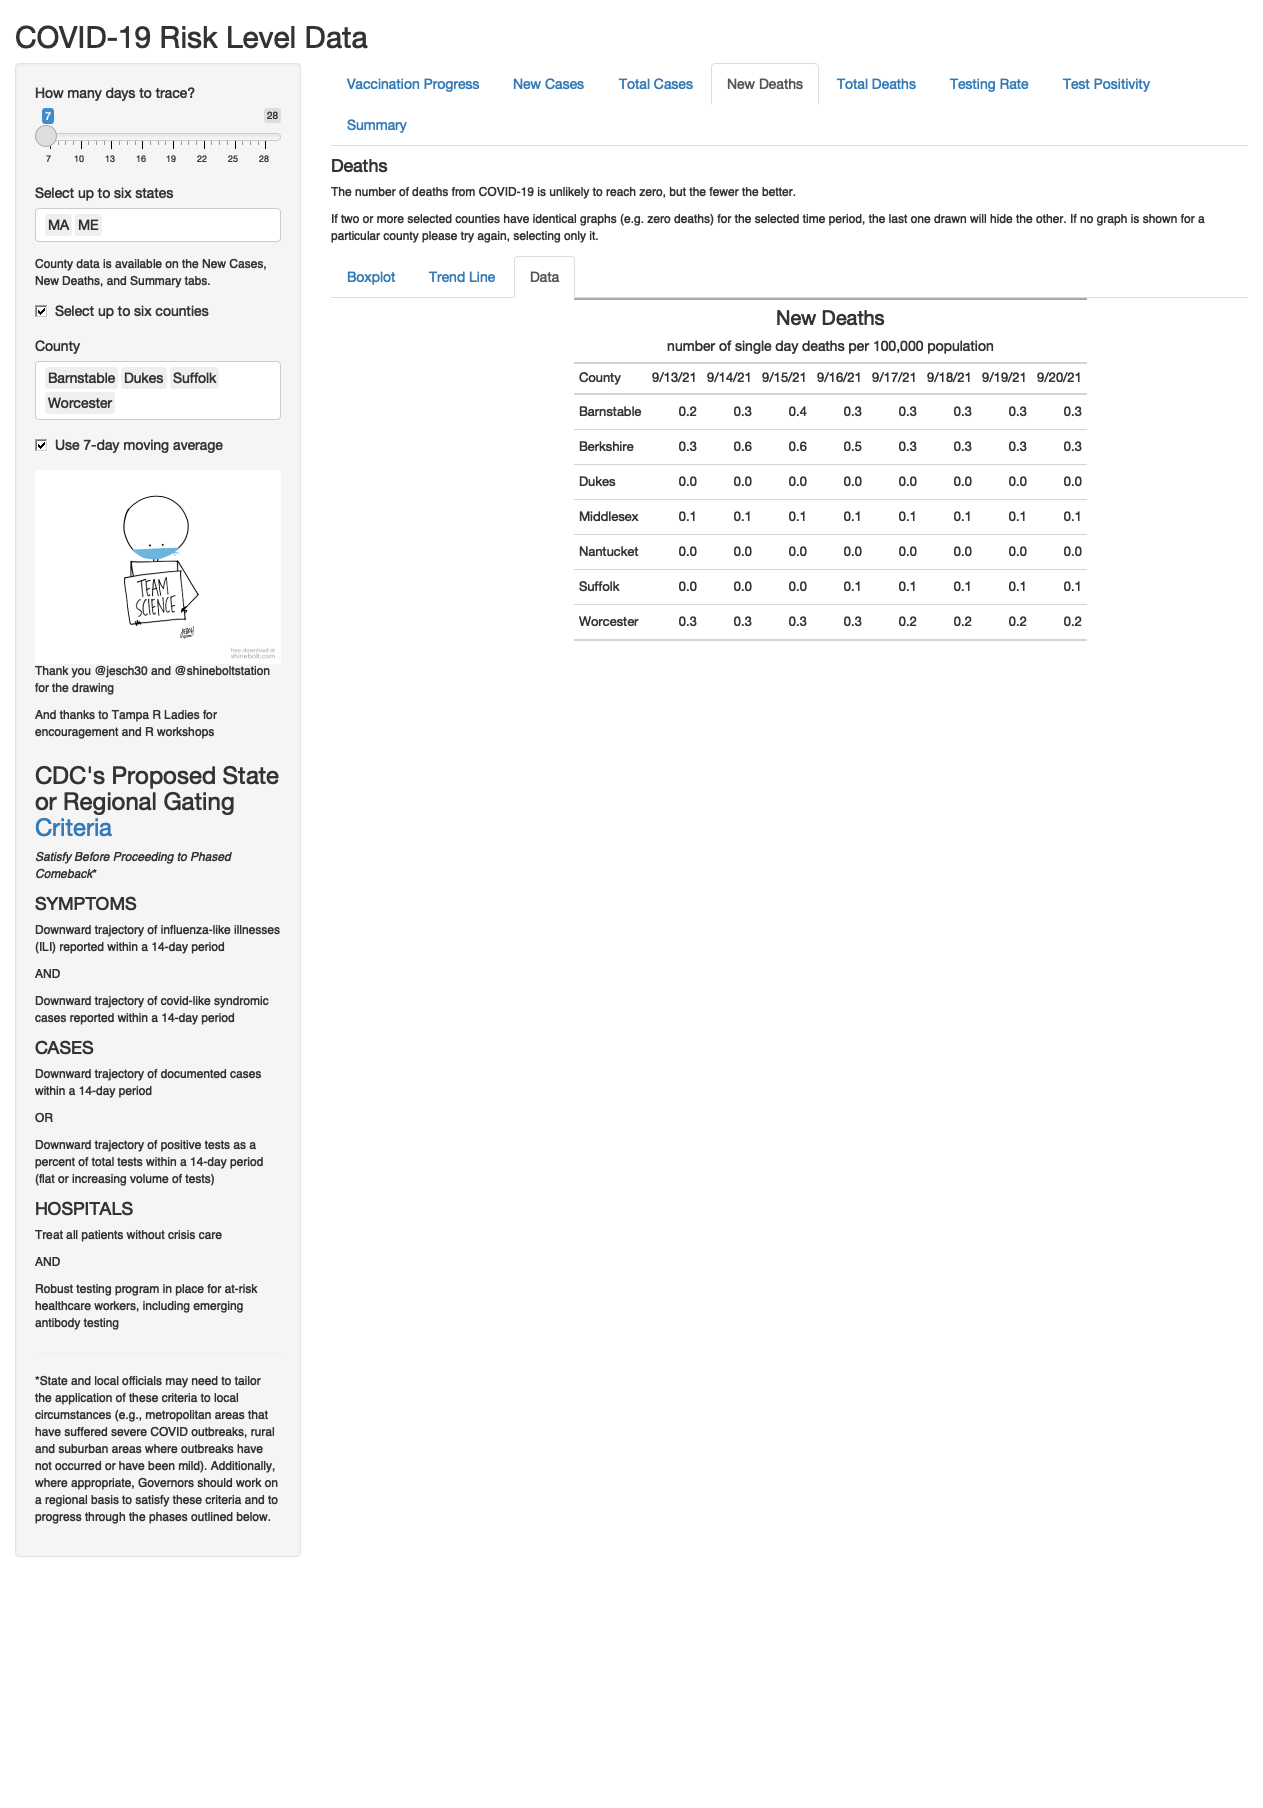 COVID-19 Risk Level Data
How many days to trace?
7 28
7 10 13 16 19 22 25 28
Select up to six states
MA ME
County data is available on the New Cases,
New Deaths, and Summary tabs.
Select up to six counties
County
Barnstable Dukes Suffolk
Worcester
Use 7-day moving average
TEAM
SCIENCE
free download at
shinebolt.com
Thank you @jesch30 and @shineboltstation
for the drawing
And thanks to Tampa R Ladies for
encouragement and R workshops
CDC's Proposed State
or Regional Gating
Criteria
Satisfy Before Proceeding to Phased
Comeback*
SYMPTOMS
Downward trajectory of influenza-like illnesses
(ILI) reported within a 14-day period
AND
Downward trajectory of covid-like syndromic
cases reported within a 14-day period
CASES
Downward trajectory of documented cases
within a 14-day period
OR
Downward trajectory of positive tests as a
percent of total tests within a 14-day period
(flat or increasing volume of tests)
HOSPITALS
Treat all patients without crisis care
AND
Robust testing program in place for at-risk
healthcare workers, including emerging
antibody testing
*State and local officials may need to tailor
the application of these criteria to local
circumstances (e.g., metropolitan areas that
have suffered severe COVID outbreaks, rural
and suburban areas where outbreaks have
not occurred or have been mild). Additionally,
where appropriate, Governors should work on
a regional basis to satisfy these criteria and to
progress through the phases outlined below.
Vaccination Progress New Cases Total Cases New Deaths Total Deaths Testing Rate Test Positivity
Summary
Deaths
The number of deaths from COVID-19 is unlikely to reach zero, but the fewer the better.
If two or more selected counties have identical graphs (e.g. zero deaths) for the selected time period, the last one drawn will hide the other. If no graph is shown for a
particular county please try again, selecting only it.
Boxplot Trend Line Data
New Deaths
number of single day deaths per 100,000 population
County 9/13/21 9/14/21 9/15/21 9/16/21 9/17/21 9/18/21 9/19/21 9/20/21
Barnstable 0.2 0.3 0.4 0.3 0.3 0.3 0.3 0.3
Berkshire 0.3 0.6 0.6 0.5 0.3 0.3 0.3 0.3
Dukes 0.0 0.0 0.0 0.0 0.0 0.0 0.0 0.0
Middlesex 0.1 0.1 0.1 0.1 0.1 0.1 0.1 0.1
Nantucket 0.0 0.0 0.0 0.0 0.0 0.0 0.0 0.0
Suffolk 0.0 0.0 0.0 0.1 0.1 0.1 0.1 0.1
Worcester 0.3 0.3 0.3 0.3 0.2 0.2 0.2 0.2